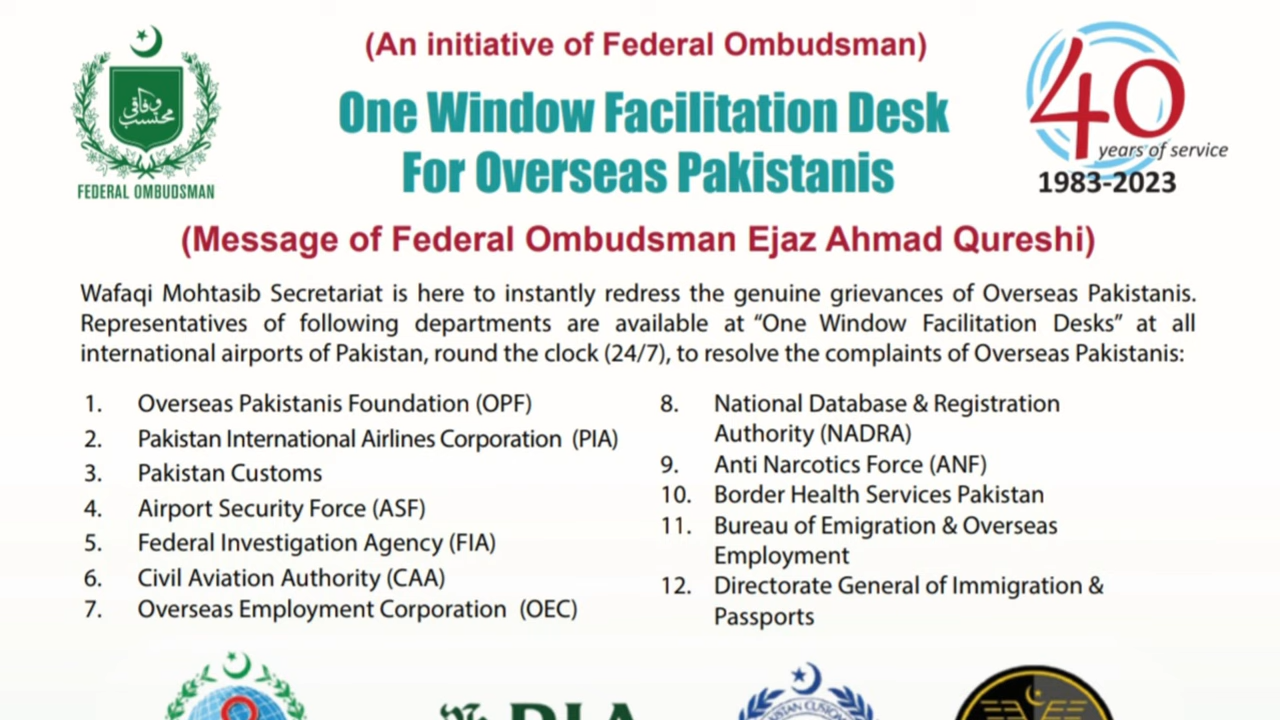 (An initiative of Federal Ombudsman)
One Window Facilitation Desk
For Overseas Pakistanis
وفاقی
محتسب
FEDERAL OMBUDSMAN
40
years of service
1983-2023
(Message of Federal Ombudsman Ejaz Ahmad Qureshi)
Wafaqi Mohtasib Secretariat is here to instantly redress the genuine grievances of Overseas Pakistanis.
Representatives of following departments are available at “One Window Facilitation Desks” at all
international airports of Pakistan, round the clock (24/7), to resolve the complaints of Overseas Pakistanis:
1. Overseas Pakistanis Foundation (OPF)
2. Pakistan International Airlines Corporation (PIA)
3. Pakistan Customs
4. Airport Security Force (ASF)
5. Federal Investigation Agency (FIA)
6. Civil Aviation Authority (CAA)
7. Overseas Employment Corporation (OEC)
8. National Database & Registration
Authority (NADRA)
9. Anti Narcotics Force (ANF)
10. Border Health Services Pakistan
11. Bureau of Emigration & Overseas
Employment
12. Directorate General of Immigration &
Passports
PIA